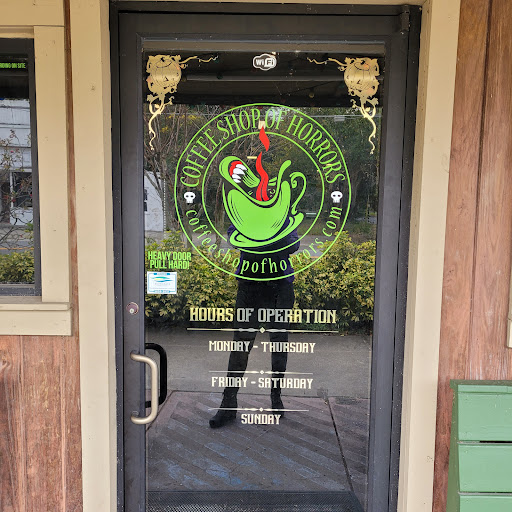 WiFi
COFFEE SHOP OF HORRORS
coffeeshopofhorrors.com
HEAVY DOOR
PULL HARD!
HOURS OF OPERATION
MONDAY - THURSDAY
FRIDAY - SATURDAY
SUNDAY